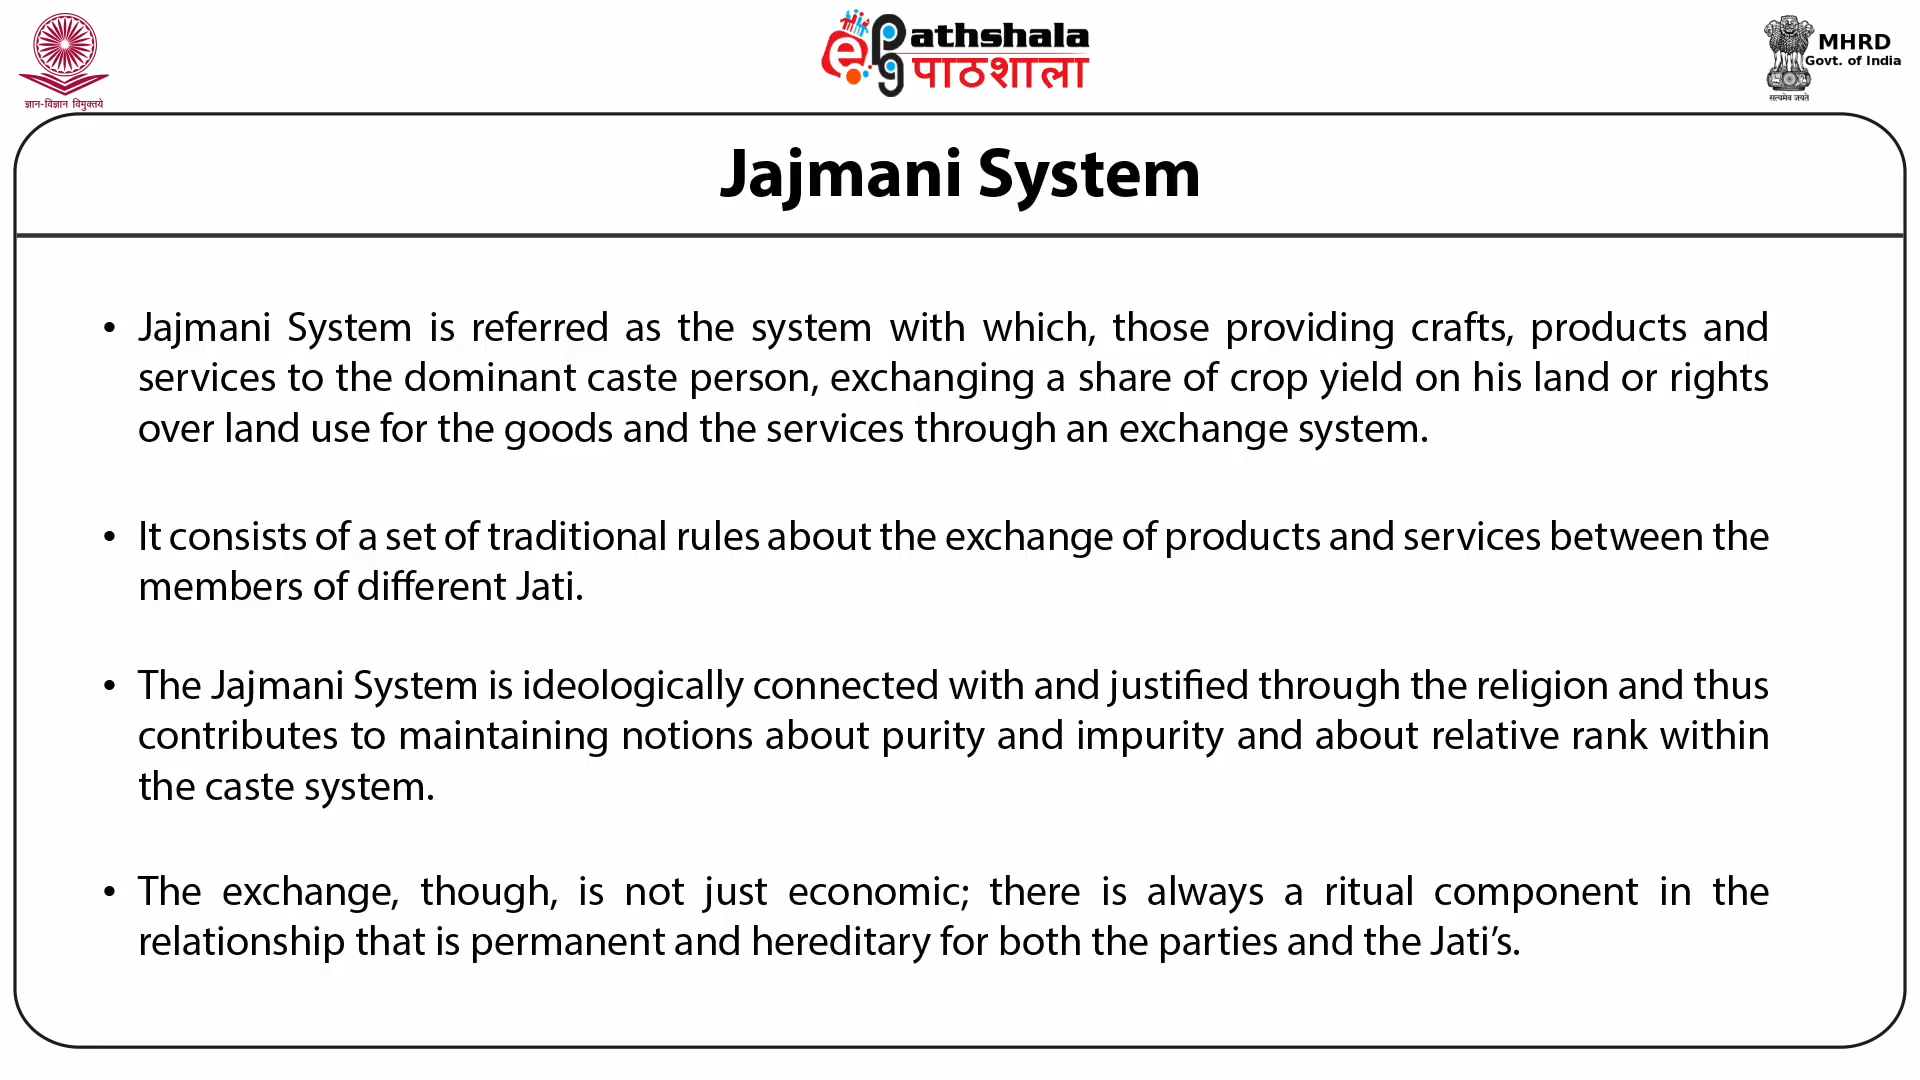 ज्ञान-विज्ञान विमुक्तये
ePathshala
पाठशाला
MHRD
Govt. of India
सत्यमेव जयते
Jajmani System
• Jajmani System is referred as the system with which, those providing crafts, products and
services to the dominant caste person, exchanging a share of crop yield on his land or rights
over land use for the goods and the services through an exchange system.
• It consists of a set of traditional rules about the exchange of products and services between the
members of different Jati.
• The Jajmani System is ideologically connected with and justified through the religion and thus
contributes to maintaining notions about purity and impurity and about relative rank within
the caste system.
• The exchange, though, is not just economic; there is always a ritual component in the
relationship that is permanent and hereditary for both the parties and the Jati’s.